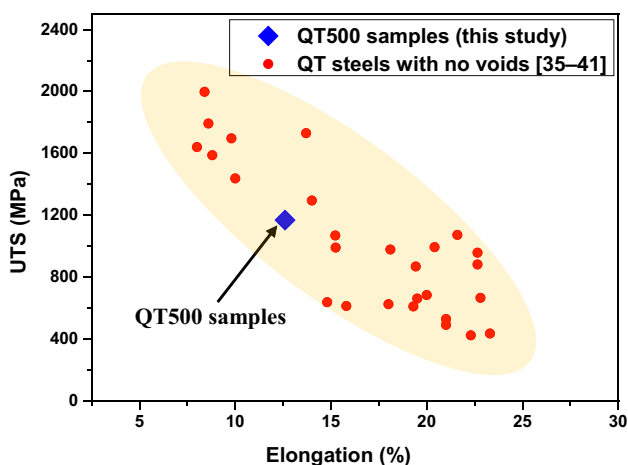 QT500 samples (this study)
QT steels with no voids [35–41]
2400
2000
1600
1200
800
400
0
UTS (MPa)
QT500 samples
5
10
15
20
25
30
Elongation (%)